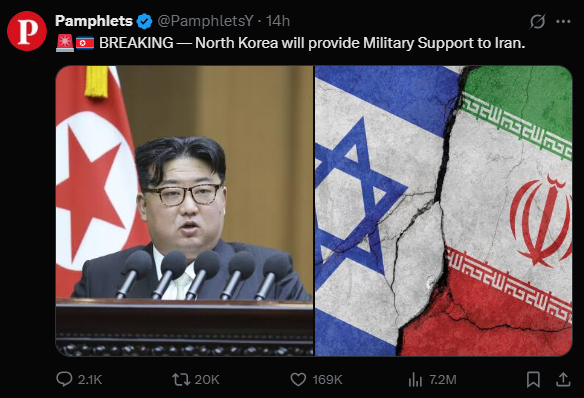 P
Pamphlets @PamphletsY · 14h
🚨🇰🇵 BREAKING — North Korea will provide Military Support to Iran.
2.1K 20K 169K 7.2M